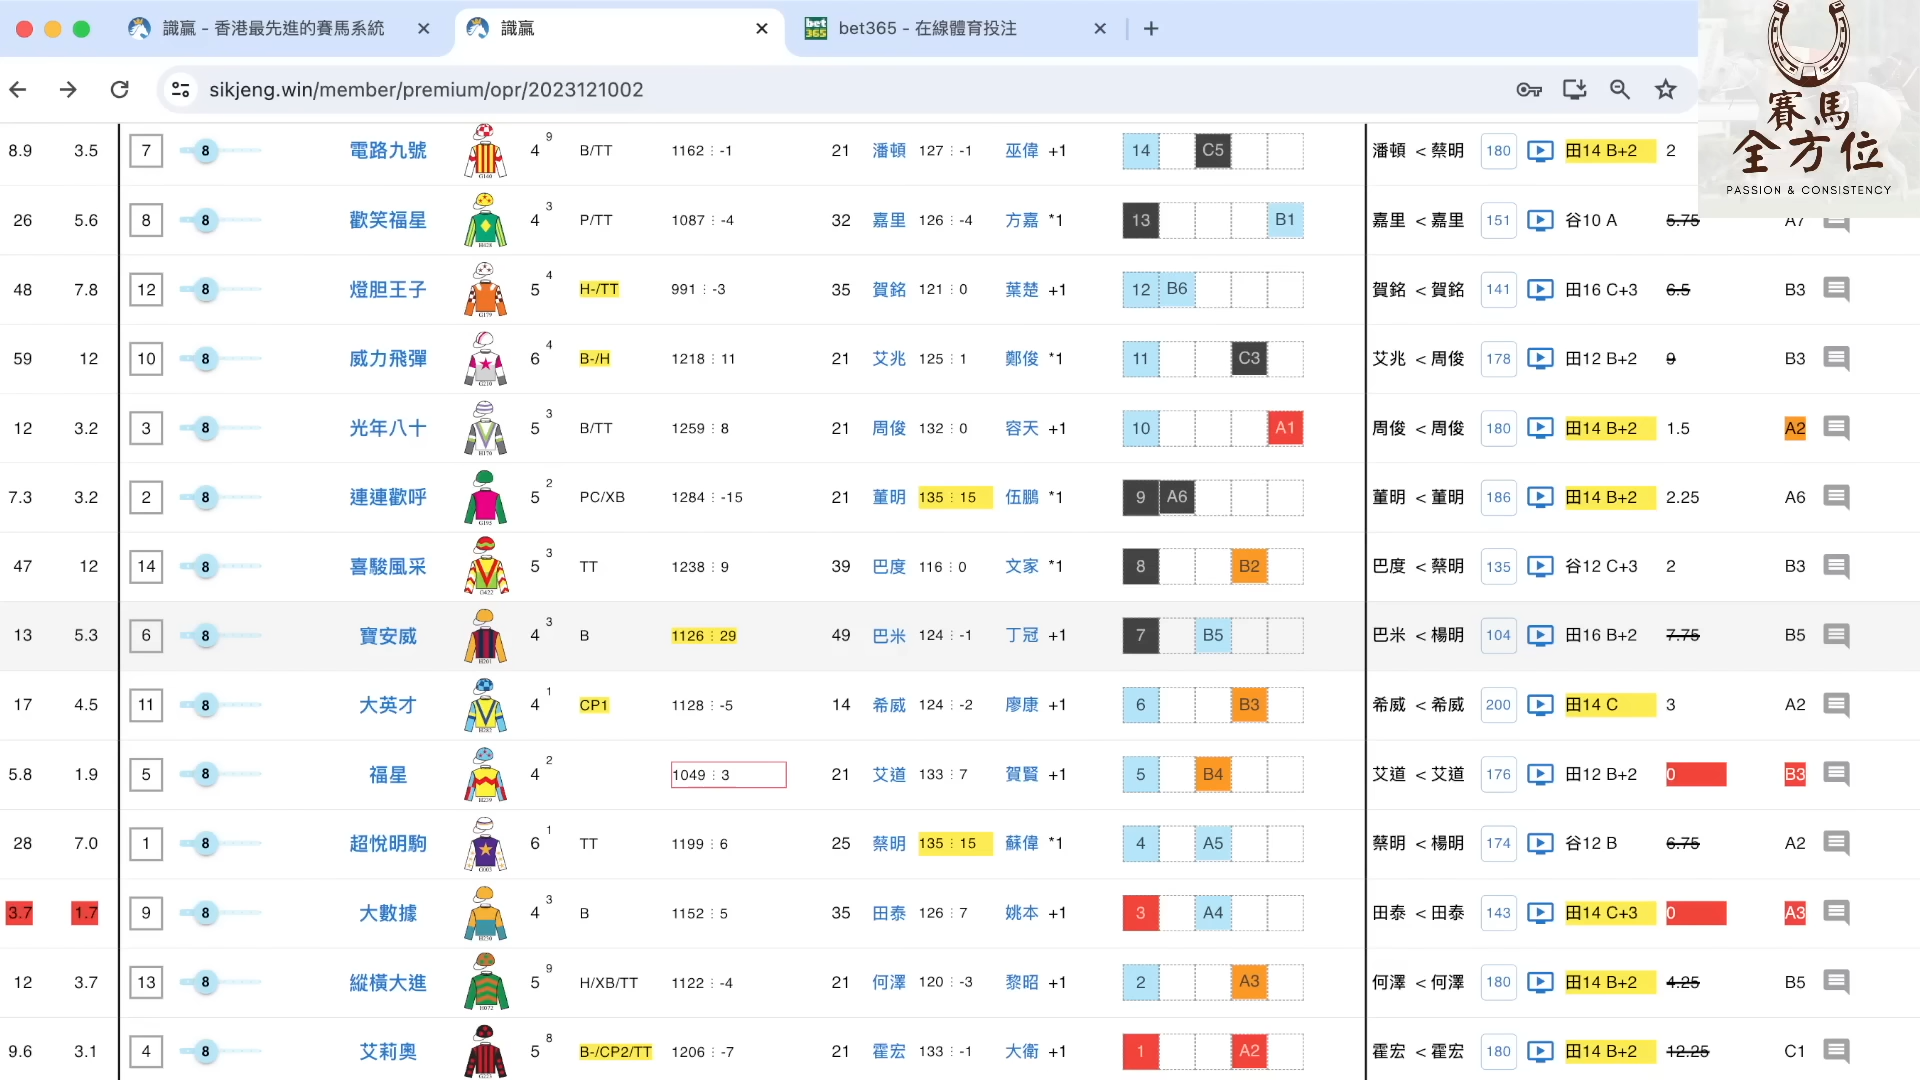 識贏 - 香港最先進的賽馬系統
識贏
bet365 bet365 - 在線體育投注
sikjeng.win/member/premium/opr/2023121002
賽馬
全方位
PASSION & CONSISTENCY
8.9 3.5 7 8 電路九號 4 9 B/TT 1162 : -1 21 潘頓 127 : -1 巫偉 +1 14 C5 潘頓 < 蔡明 180 田14 B+2 2
26 5.6 8 8 歡笑福星 4 3 P/TT 1087 : -4 32 嘉里 126 : -4 方嘉 *1 13 B1 嘉里 < 嘉里 151 谷10 A 5.75 A7
48 7.8 12 8 燈胆王子 5 4 H-/TT 991 : -3 35 賀銘 121 : 0 葉楚 +1 12 B6 賀銘 < 賀銘 141 田16 C+3 6.5 B3
59 12 10 8 威力飛彈 6 4 B-/H 1218 : 11 21 艾兆 125 : 1 鄭俊 *1 11 C3 艾兆 < 周俊 178 田12 B+2 9 B3
12 3.2 3 8 光年八十 5 3 B/TT 1259 : 8 21 周俊 132 : 0 容天 +1 10 A1 周俊 < 周俊 180 田14 B+2 1.5 A2
7.3 3.2 2 8 連連歡呼 5 2 PC/XB 1284 : -15 21 董明 135 : 15 伍鵬 *1 9 A6 董明 < 董明 186 田14 B+2 2.25 A6
47 12 14 8 喜駿風采 5 3 TT 1238 : 9 39 巴度 116 : 0 文家 *1 8 B2 巴度 < 蔡明 135 谷12 C+3 2 B3
13 5.3 6 8 寶安威 4 3 B 1126 : 29 49 巴米 124 : -1 丁冠 +1 7 B5 巴米 < 楊明 104 田16 B+2 7.75 B5
17 4.5 11 8 大英才 4 1 CP1 1128 : -5 14 希威 124 : -2 廖康 +1 6 B3 希威 < 希威 200 田14 C 3 A2
5.8 1.9 5 8 福星 4 2 1049 : 3 21 艾道 133 : 7 賀賢 +1 5 B4 艾道 < 艾道 176 田12 B+2 0 B3
28 7.0 1 8 超悅明駒 6 1 TT 1199 : 6 25 蔡明 135 : 15 蘇偉 *1 4 A5 蔡明 < 楊明 174 谷12 B 6.75 A2
3.7 1.7 9 8 大數據 4 3 B 1152 : 5 35 田泰 126 : 7 姚本 +1 3 A4 田泰 < 田泰 143 田14 C+3 0 A3
12 3.7 13 8 縱橫大進 5 9 H/XB/TT 1122 : -4 21 何澤 120 : -3 黎昭 +1 2 A3 何澤 < 何澤 180 田14 B+2 4.25 B5
9.6 3.1 4 8 艾莉奧 5 8 B-/CP2/TT 1206 : -7 21 霍宏 133 : -1 大衛 +1 1 A2 霍宏 < 霍宏 180 田14 B+2 12.25 C1